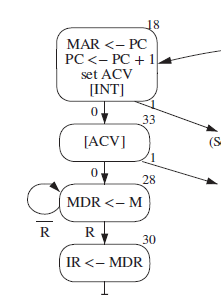 18
MAR <− PC
PC <− PC + 1
set ACV
[INT]
0
1
33
[ACV]
(S
0
1
28
MDR <− M
R
R
30
IR <− MDR